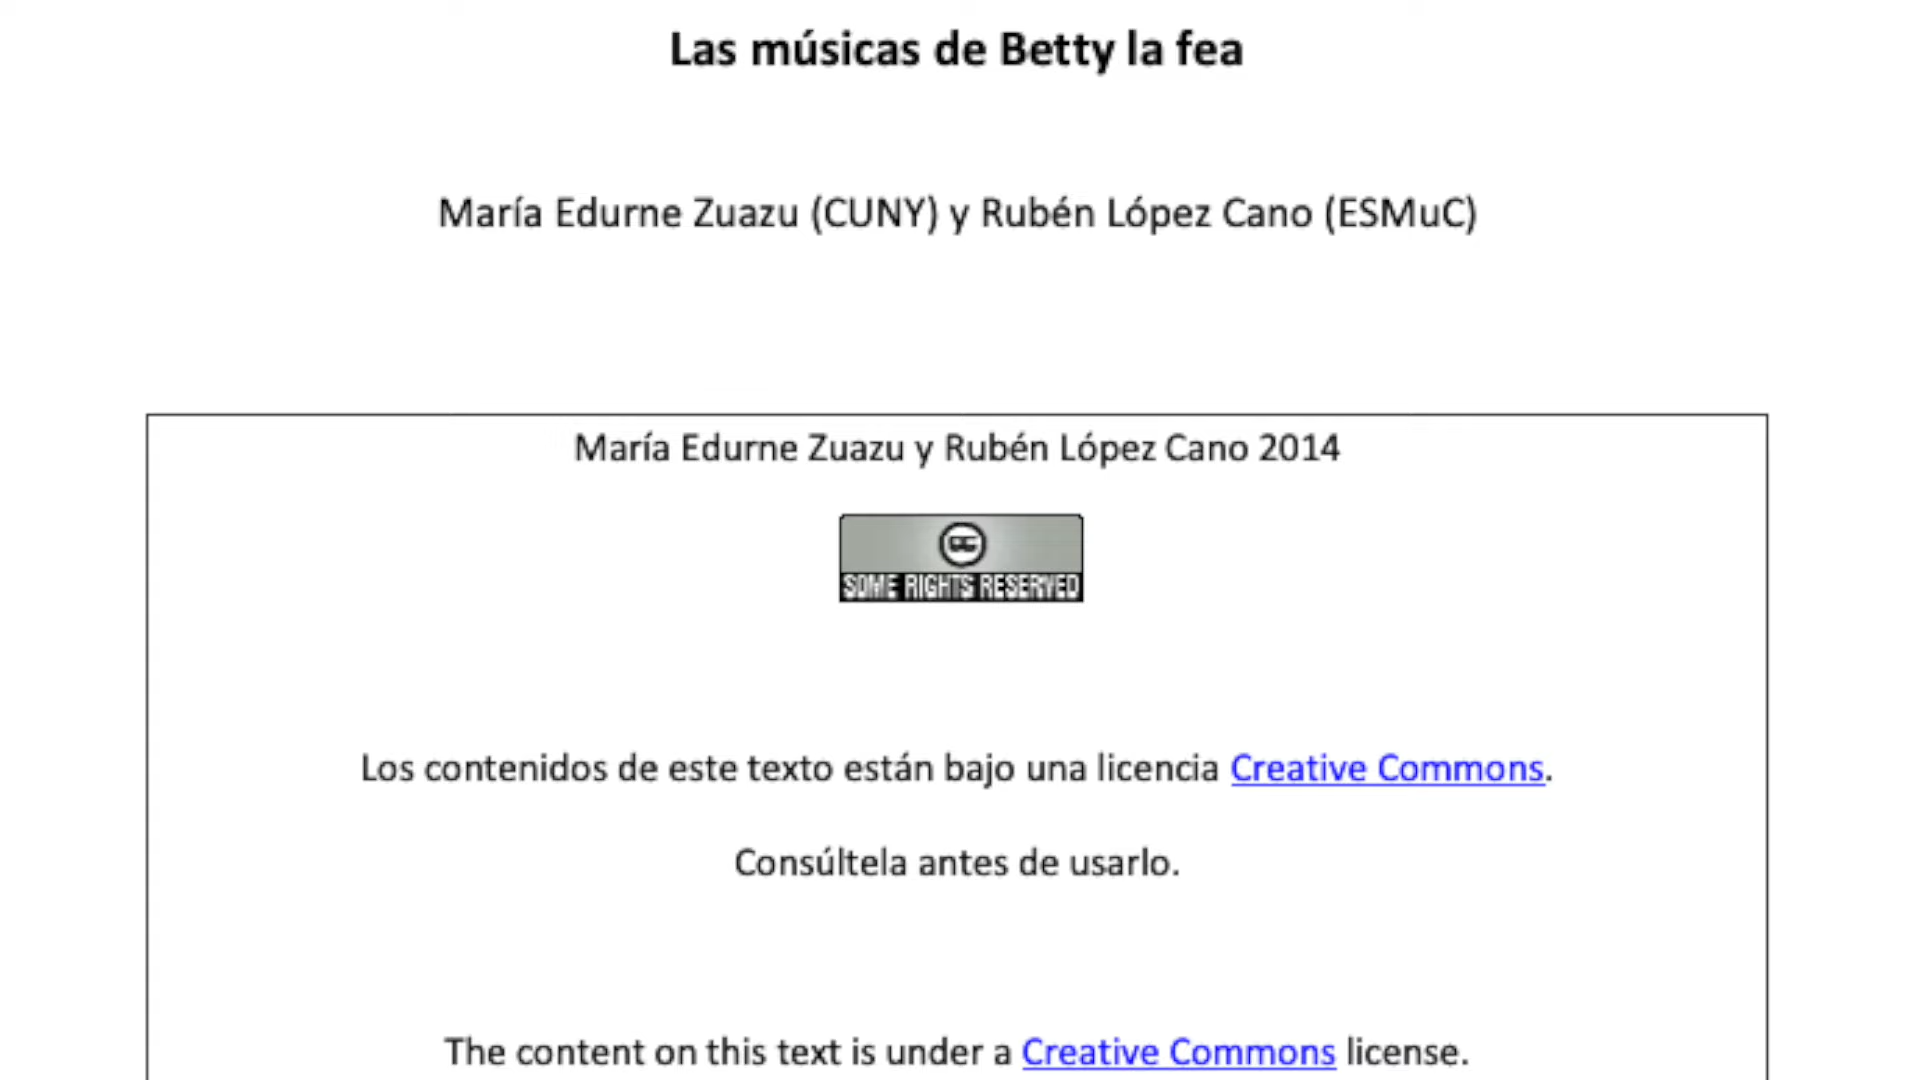 Las músicas de Betty la fea
María Edurne Zuazu (CUNY) y Rubén López Cano (ESMuC)
María Edurne Zuazu y Rubén López Cano 2014
cc
SOME RIGHTS RESERVED
Los contenidos de este texto están bajo una licencia Creative Commons.
Consúltela antes de usarlo.
The content on this text is under a Creative Commons license.